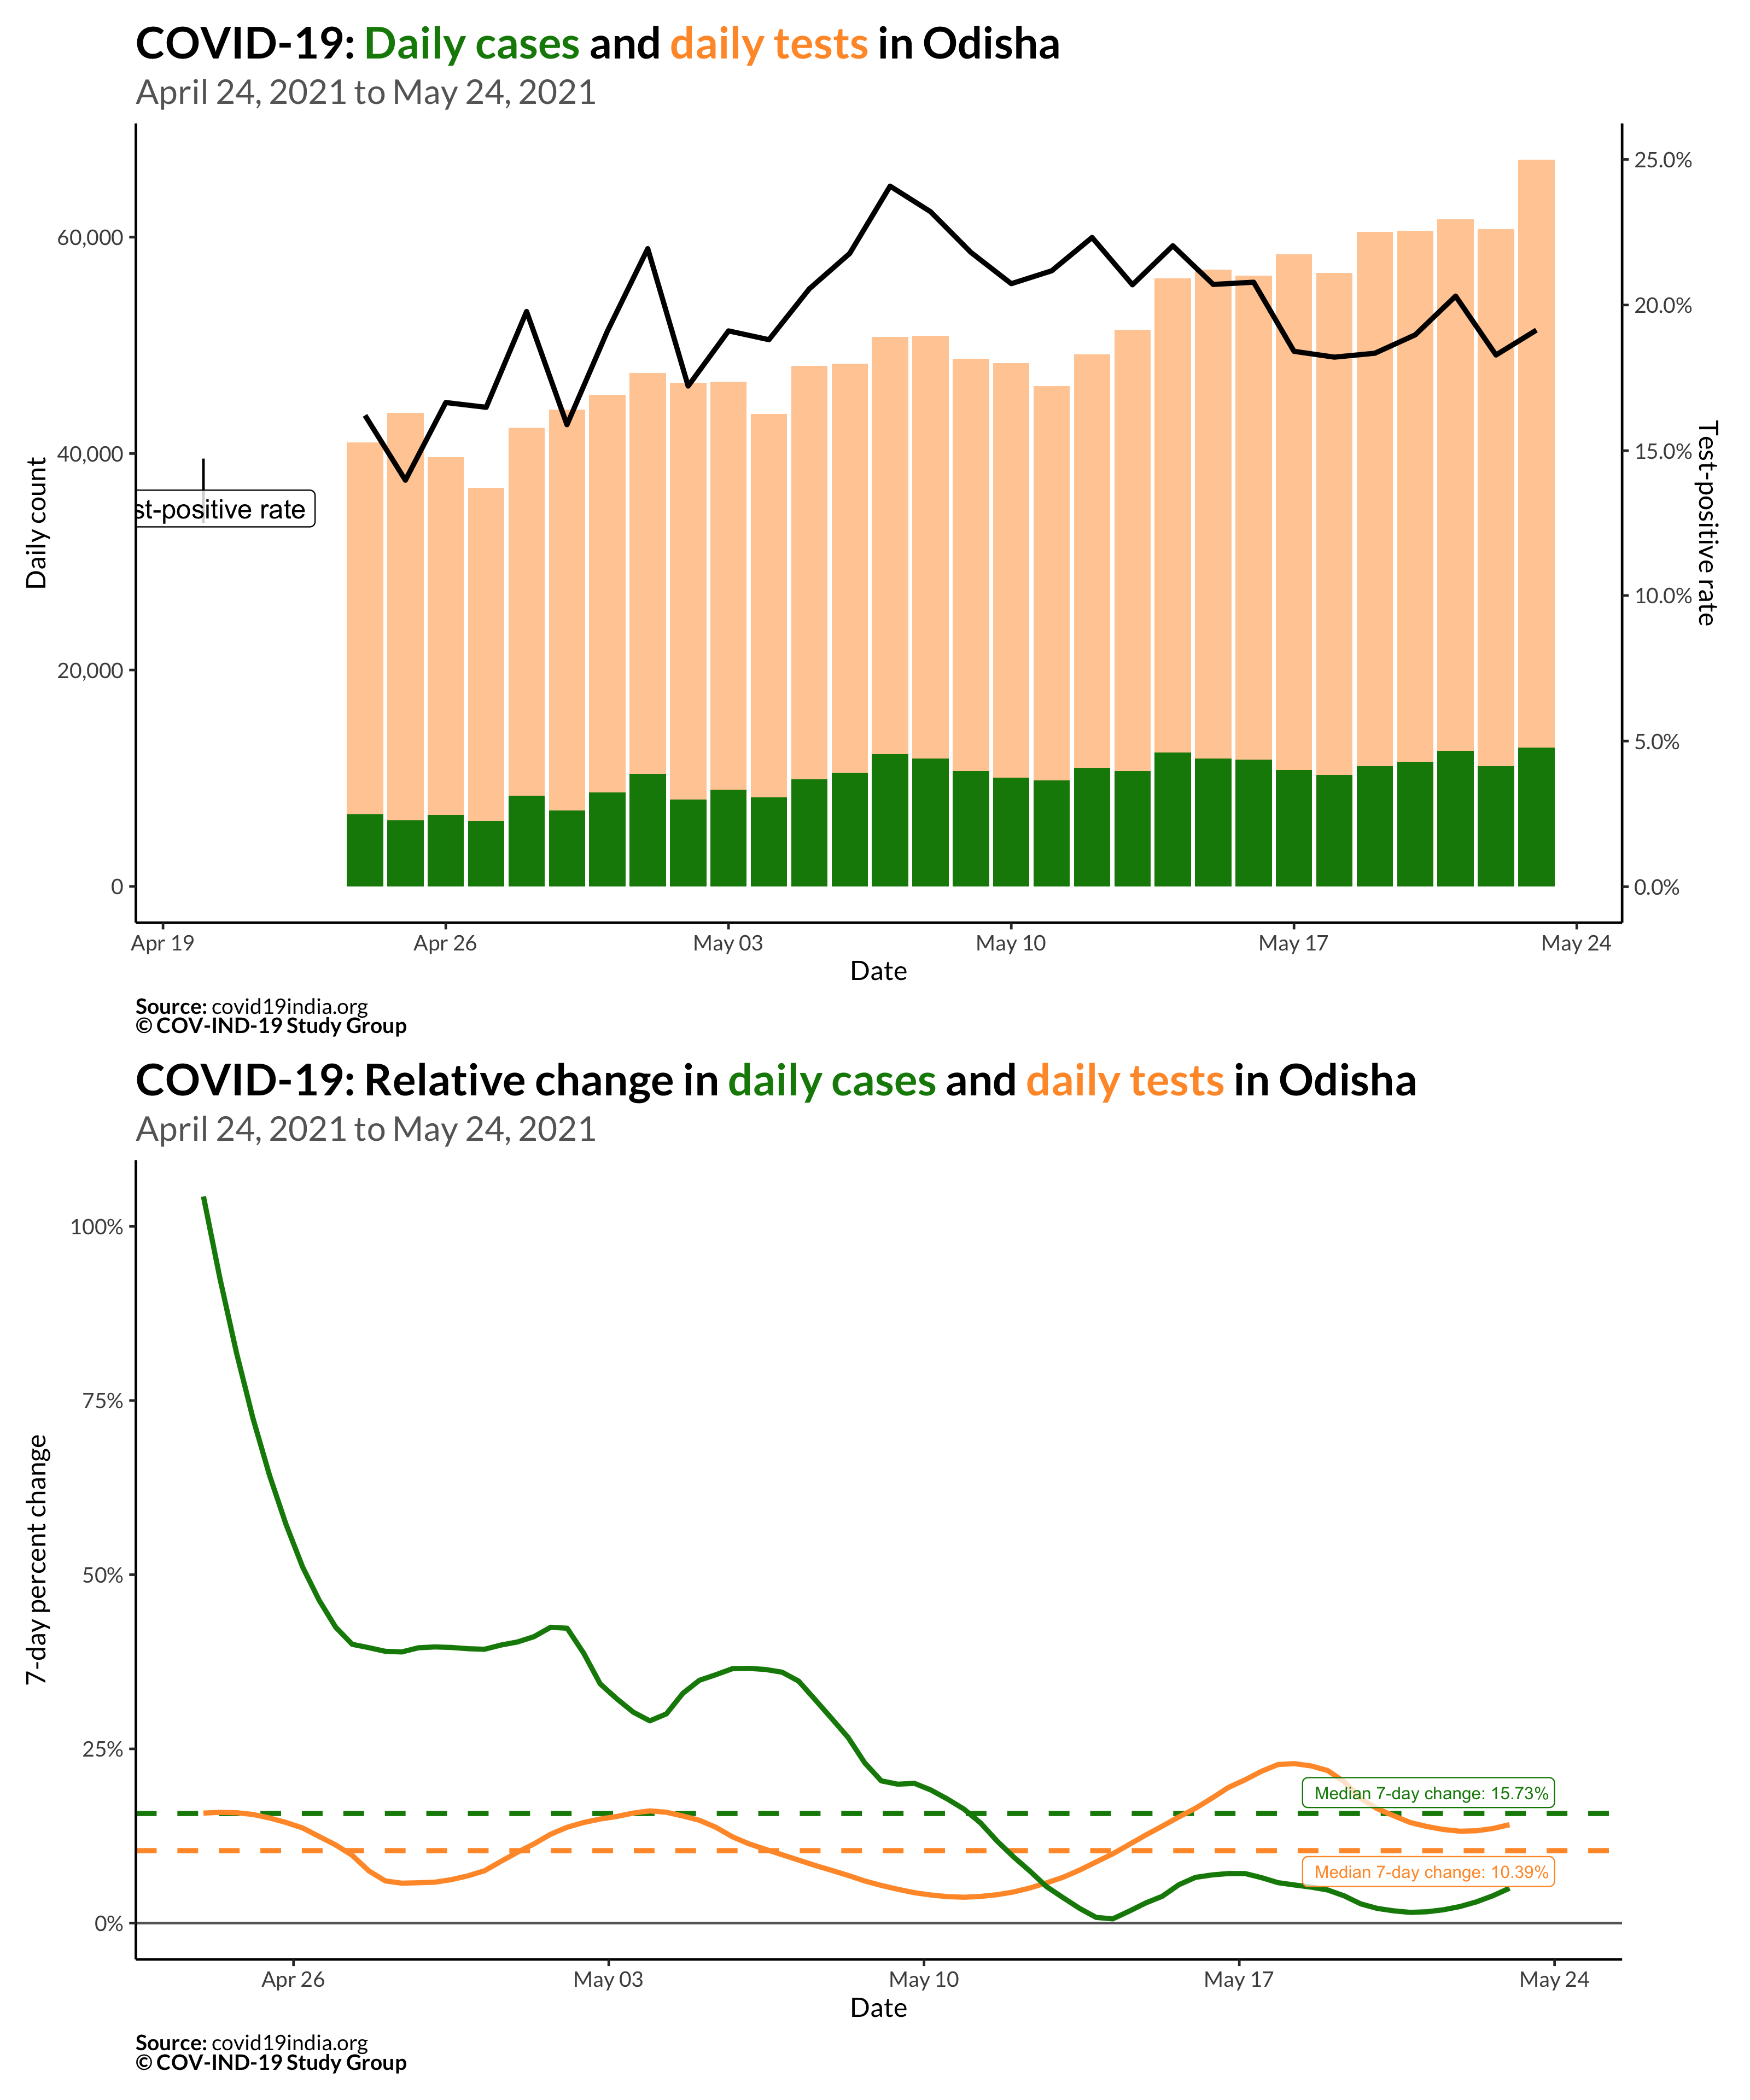 COVID-19: Daily cases and daily tests in Odisha
April 24, 2021 to May 24, 2021
Daily count
60,000
40,000
20,000
0
st-positive rate
25.0%
20.0%
15.0%
10.0%
5.0%
0.0%
Test-positive rate
Apr 19
Apr 26
May 03
May 10
May 17
May 24
Date
Source: covid19india.org
© COV-IND-19 Study Group
COVID-19: Relative change in daily cases and daily tests in Odisha
April 24, 2021 to May 24, 2021
7-day percent change
100%
75%
50%
25%
0%
Median 7-day change: 15.73%
Median 7-day change: 10.39%
Apr 26
May 03
May 10
May 17
May 24
Date
Source: covid19india.org
© COV-IND-19 Study Group